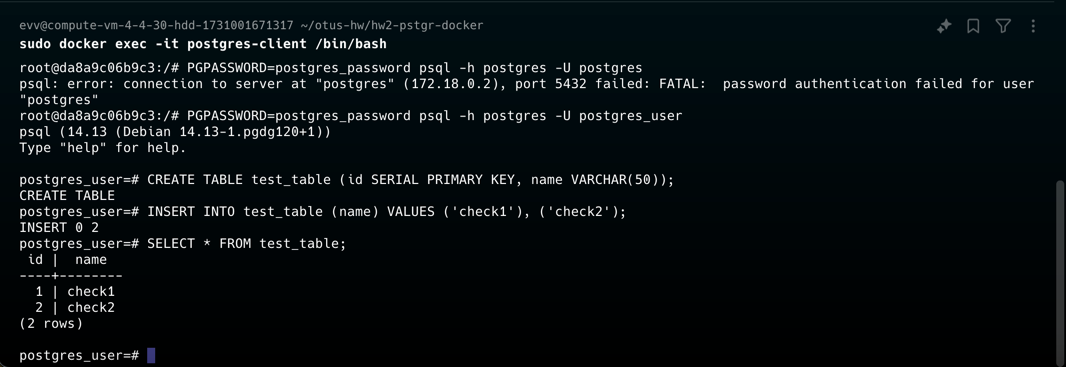 evv@compute-vm-4-4-30-hdd-1731001671317 ~/otus-hw/hw2-pstgr-docker
sudo docker exec -it postgres-client /bin/bash
root@da8a9c06b9c3:/# PGPASSWORD=postgres_password psql -h postgres -U postgres
psql: error: connection to server at "postgres" (172.18.0.2), port 5432 failed: FATAL:  password authentication failed for user
"postgres"
root@da8a9c06b9c3:/# PGPASSWORD=postgres_password psql -h postgres -U postgres_user
psql (14.13 (Debian 14.13-1.pgdg120+1))
Type "help" for help.
postgres_user=# CREATE TABLE test_table (id SERIAL PRIMARY KEY, name VARCHAR(50));
CREATE TABLE
postgres_user=# INSERT INTO test_table (name) VALUES ('check1'), ('check2');
INSERT 0 2
postgres_user=# SELECT * FROM test_table;
 id |  name
----+--------
  1 | check1
  2 | check2
(2 rows)
postgres_user=#